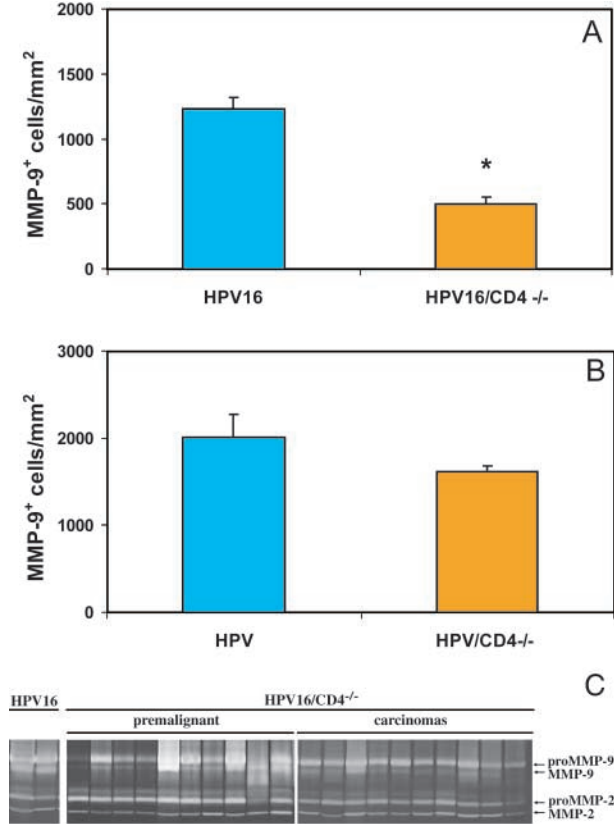 A
MMP-9+ cells/mm2
2000
1500
1000
500
0
*
HPV16
HPV16/CD4 -/-
B
MMP-9+ cells/mm2
3000
2000
1000
0
HPV
HPV/CD4-/-
C
HPV16
HPV16/CD4-/-
premalignant
carcinomas
proMMP-9
MMP-9
proMMP-2
MMP-2